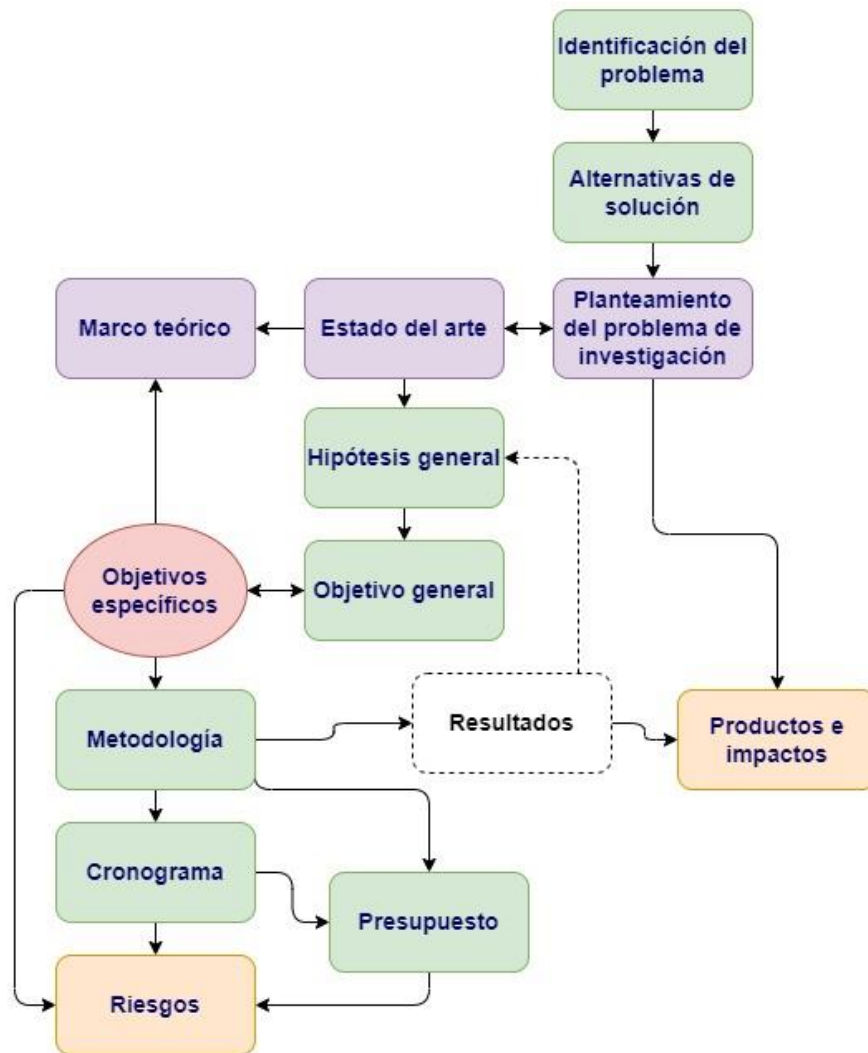 Identificación del
problema
Alternativas de
solución
Marco teórico
Estado del arte
Planteamiento
del problema de
investigación
Hipótesis general
Objetivos
específicos
Objetivo general
Metodología
Resultados
Productos e
impactos
Cronograma
Presupuesto
Riesgos